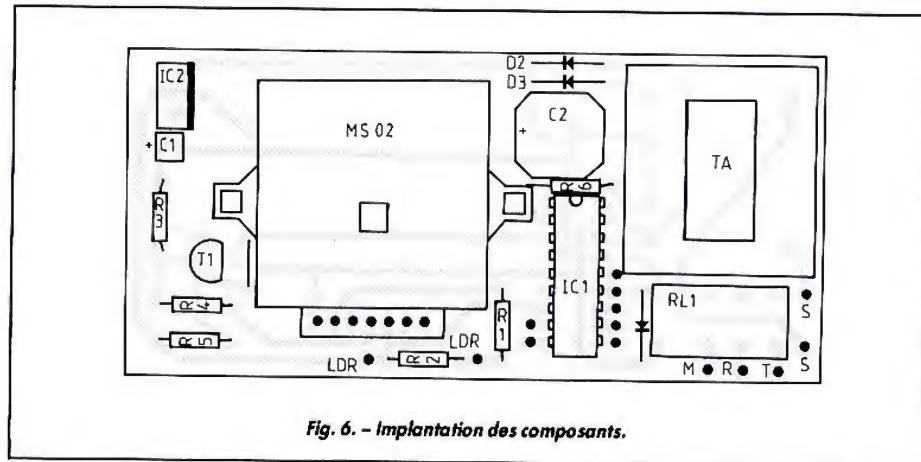 D2
D3
IC2
C2
MS 02
+
+ C1
TA
R3
R6
T1
IC1
RL1
R4
R1
S
R5
LDR
R2
LDR
M R T S
Fig. 6. – Implantation des composants.